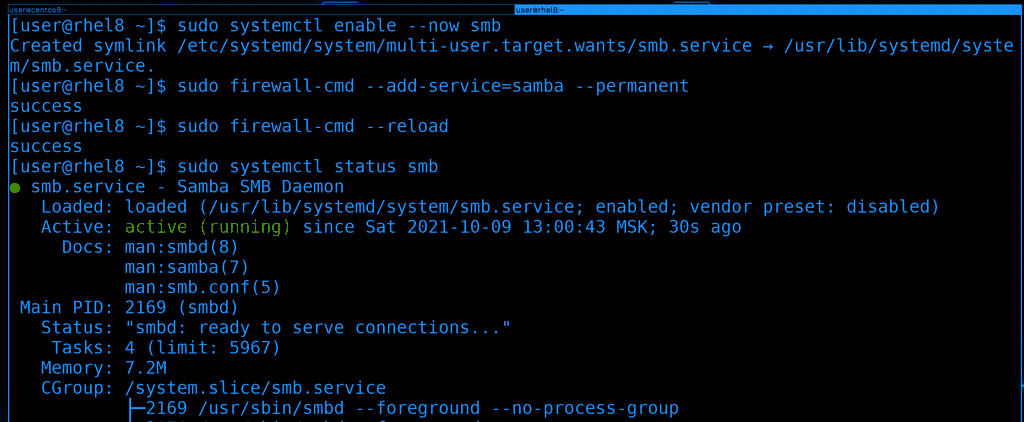 user@centos8:~ user@rhel8:~
[user@rhel8 ~]$ sudo systemctl enable --now smb
Created symlink /etc/systemd/system/multi-user.target.wants/smb.service → /usr/lib/systemd/syste
m/smb.service.
[user@rhel8 ~]$ sudo firewall-cmd --add-service=samba --permanent
success
[user@rhel8 ~]$ sudo firewall-cmd --reload
success
[user@rhel8 ~]$ sudo systemctl status smb
● smb.service - Samba SMB Daemon
   Loaded: loaded (/usr/lib/systemd/system/smb.service; enabled; vendor preset: disabled)
   Active: active (running) since Sat 2021-10-09 13:00:43 MSK; 30s ago
     Docs: man:smbd(8)
           man:samba(7)
           man:smb.conf(5)
 Main PID: 2169 (smbd)
   Status: "smbd: ready to serve connections..."
    Tasks: 4 (limit: 5967)
   Memory: 7.2M
   CGroup: /system.slice/smb.service
           ├─2169 /usr/sbin/smbd --foreground --no-process-group